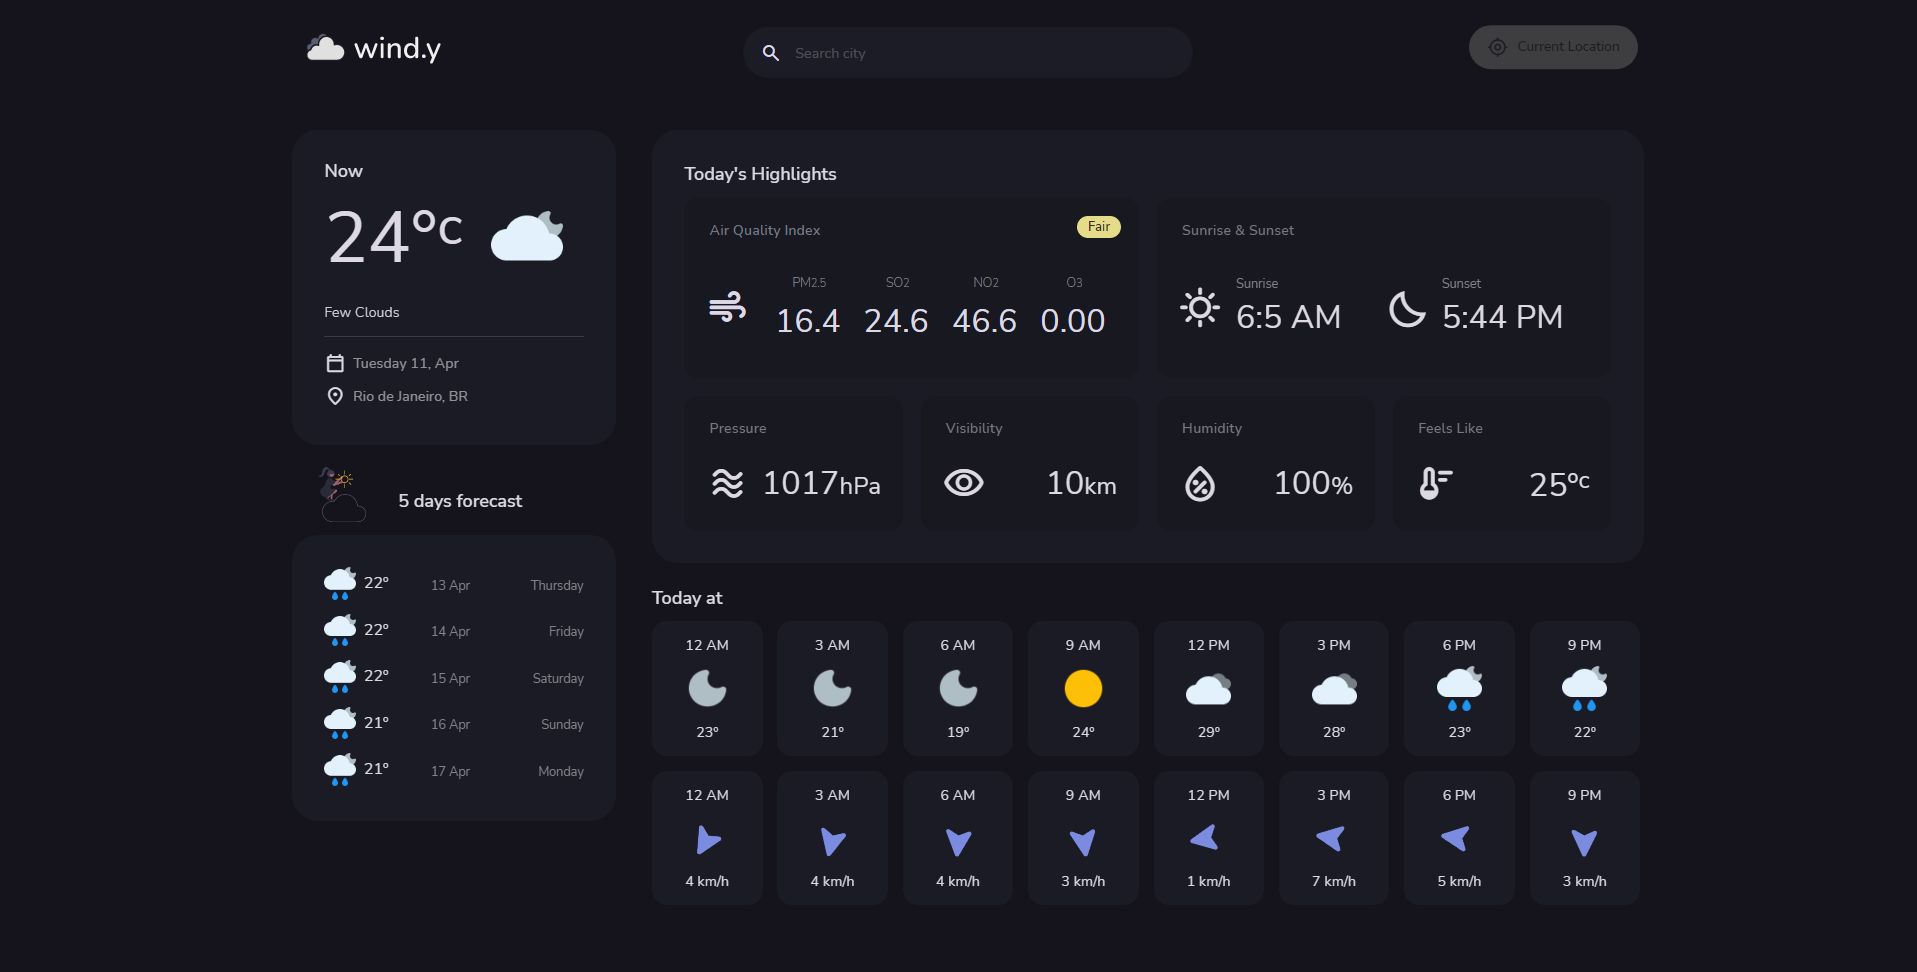 wind.y
Search city
Current Location
Now
24°c
Few Clouds
Tuesday 11, Apr
Rio de Janeiro, BR
5 days forecast
22° 13 Apr Thursday
22° 14 Apr Friday
22° 15 Apr Saturday
21° 16 Apr Sunday
21° 17 Apr Monday
Today's Highlights
Air Quality Index Fair
PM2.5 SO2 NO2 O3
16.4 24.6 46.6 0.00
Sunrise & Sunset
Sunrise Sunset
6:5 AM 5:44 PM
Pressure
1017hPa
Visibility
10km
Humidity
100%
Feels Like
25°c
Today at
12 AM 3 AM 6 AM 9 AM 12 PM 3 PM 6 PM 9 PM
23° 21° 19° 24° 29° 28° 23° 22°
12 AM 3 AM 6 AM 9 AM 12 PM 3 PM 6 PM 9 PM
4 km/h 4 km/h 4 km/h 3 km/h 1 km/h 7 km/h 5 km/h 3 km/h